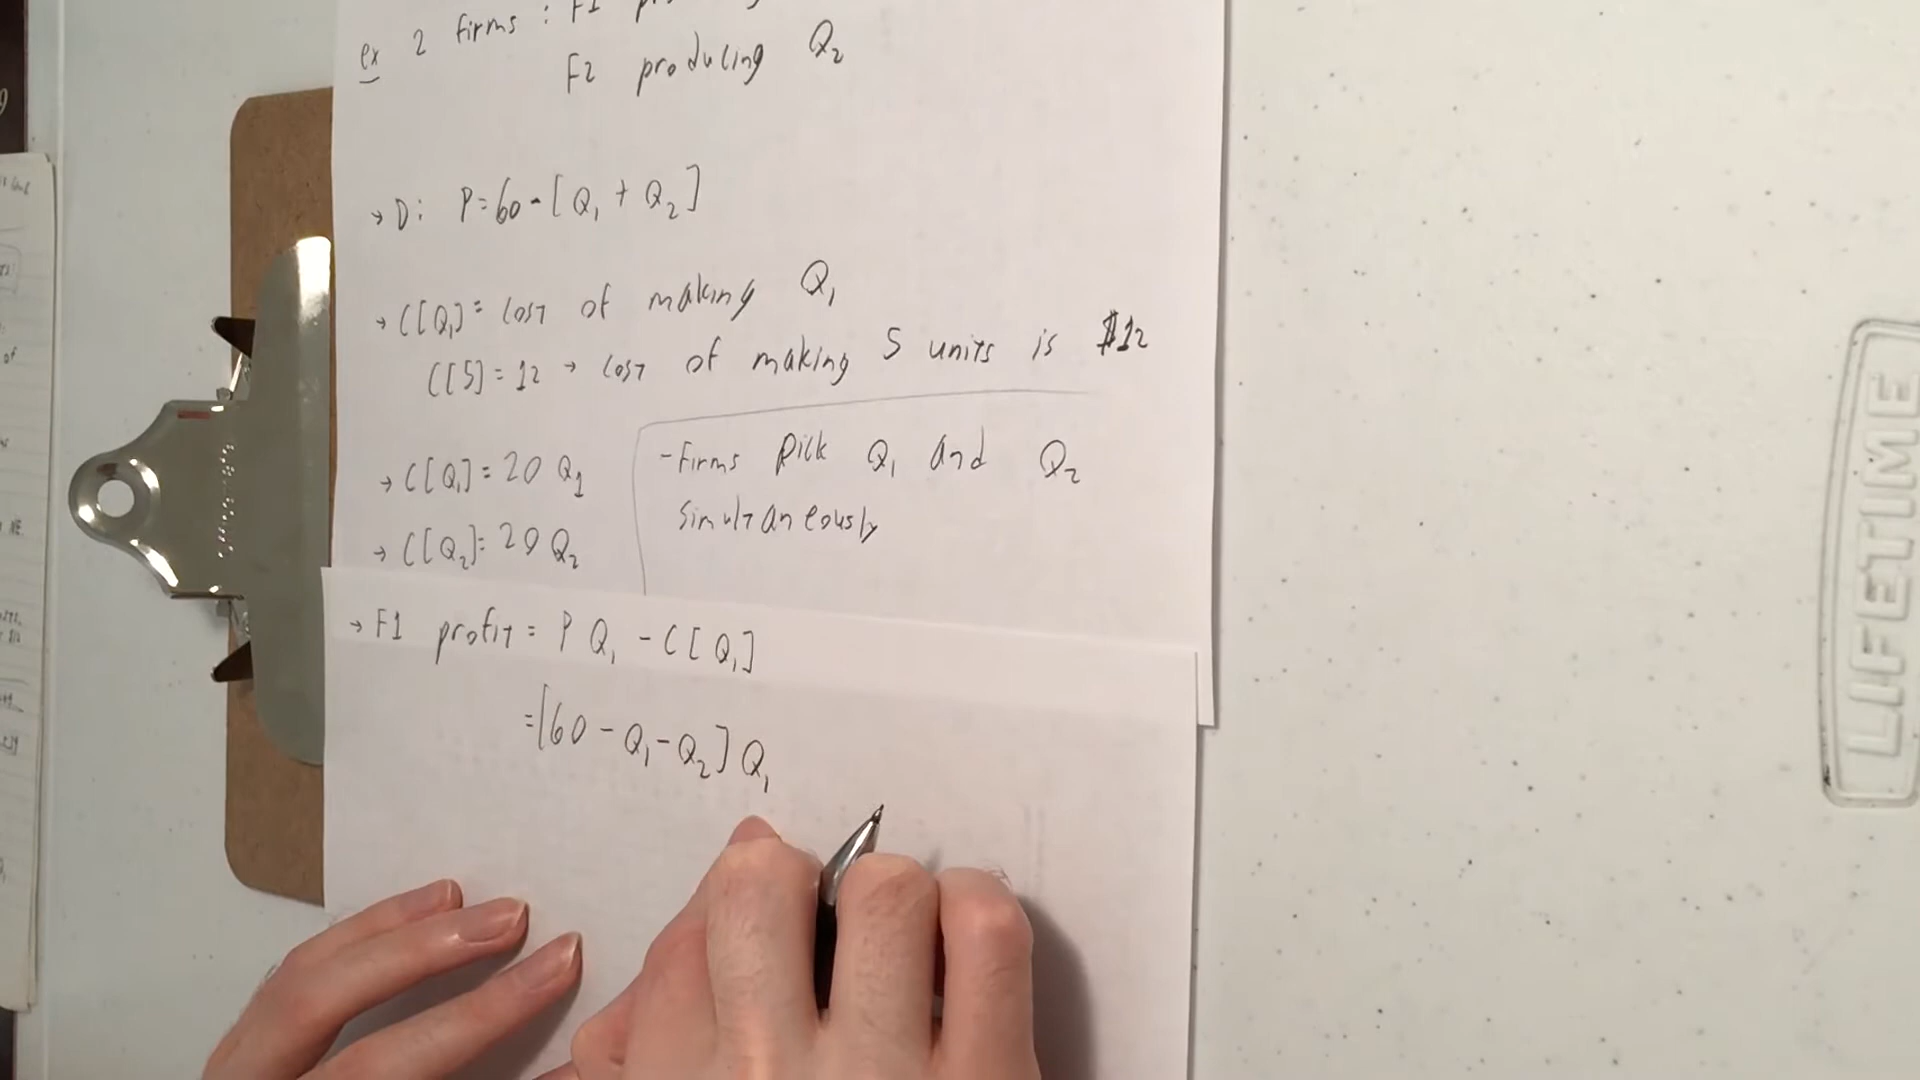 ex 2 firms : F1
F2 producing Q₂
→ D: P=60-[Q₁ + Q₂]
→ C[Q₁]= cost of making Q₁
C[5]=12 → cost of making 5 units is $12
→ C[Q₁]=20 Q₁
→ C[Q₂]=20 Q₂
-Firms pick Q₁ and Q₂
simultaneously
→ F1 profit = P Q₁ - C[Q₁]
=[60-Q₁-Q₂]Q₁
LIFETIME